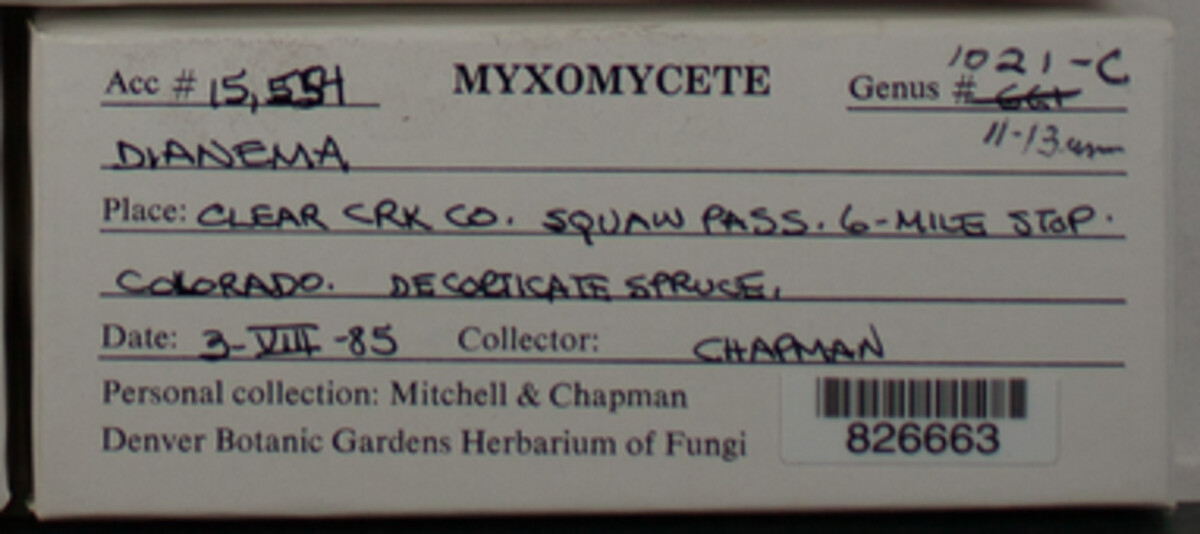 1021-C
Acc # 15,554 MYXOMYCETE Genus # 661
11-13 µm
DIANEMA
Place: CLEAR CRK CO. SQUAW PASS. 6-MILE STOP.
COLORADO. DECORTICATE SPRUCE.
Date: 3-VIII-85 Collector: CHAPMAN
Personal collection: Mitchell & Chapman
Denver Botanic Gardens Herbarium of Fungi
826663